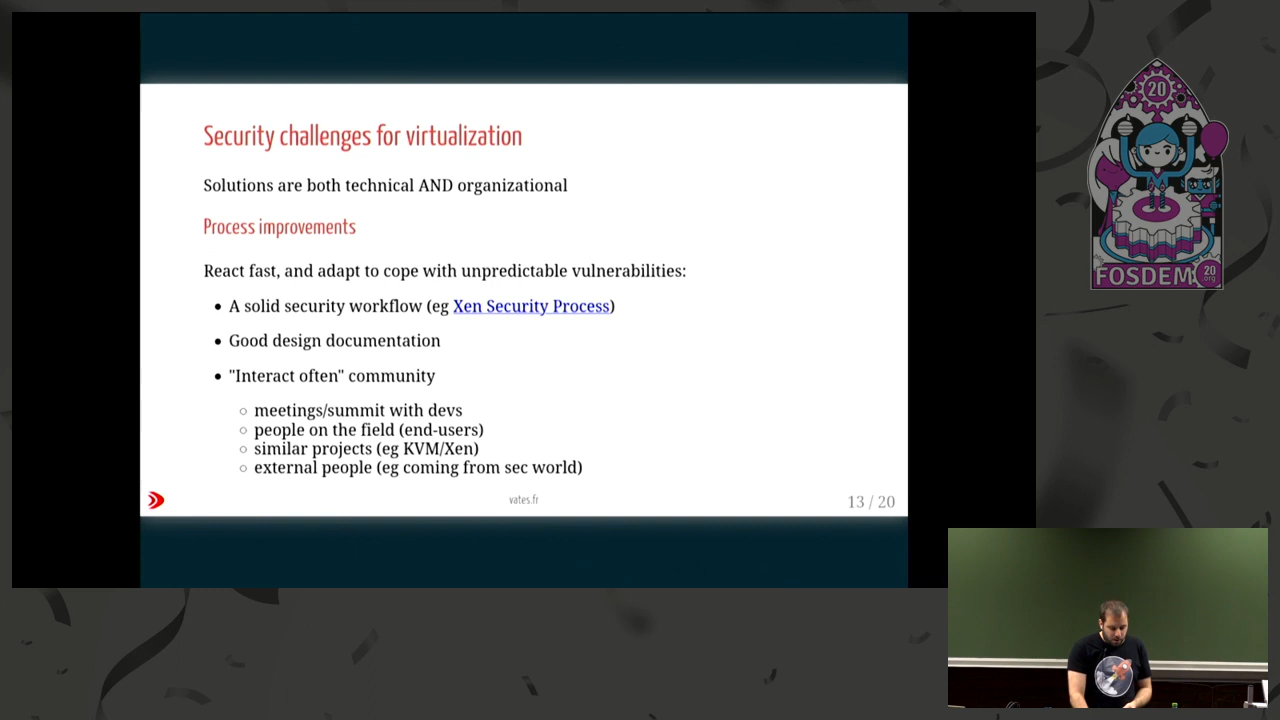 Security challenges for virtualization
Solutions are both technical AND organizational
Process improvements
React fast, and adapt to cope with unpredictable vulnerabilities:
• A solid security workflow (eg Xen Security Process)
• Good design documentation
• "Interact often" community
○ meetings/summit with devs
○ people on the field (end-users)
○ similar projects (eg KVM/Xen)
○ external people (eg coming from sec world)
vates.fr
13 / 20
20
FOSDEM
20
.org